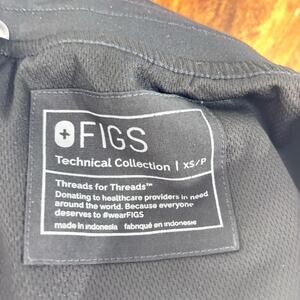 FIGS
Technical Collection | XS/P
Threads for Threads™
Donating to healthcare providers in need
around the world. Because everyone
deserves to #wearFIGS
made in indonesia fabriqué en indonésie